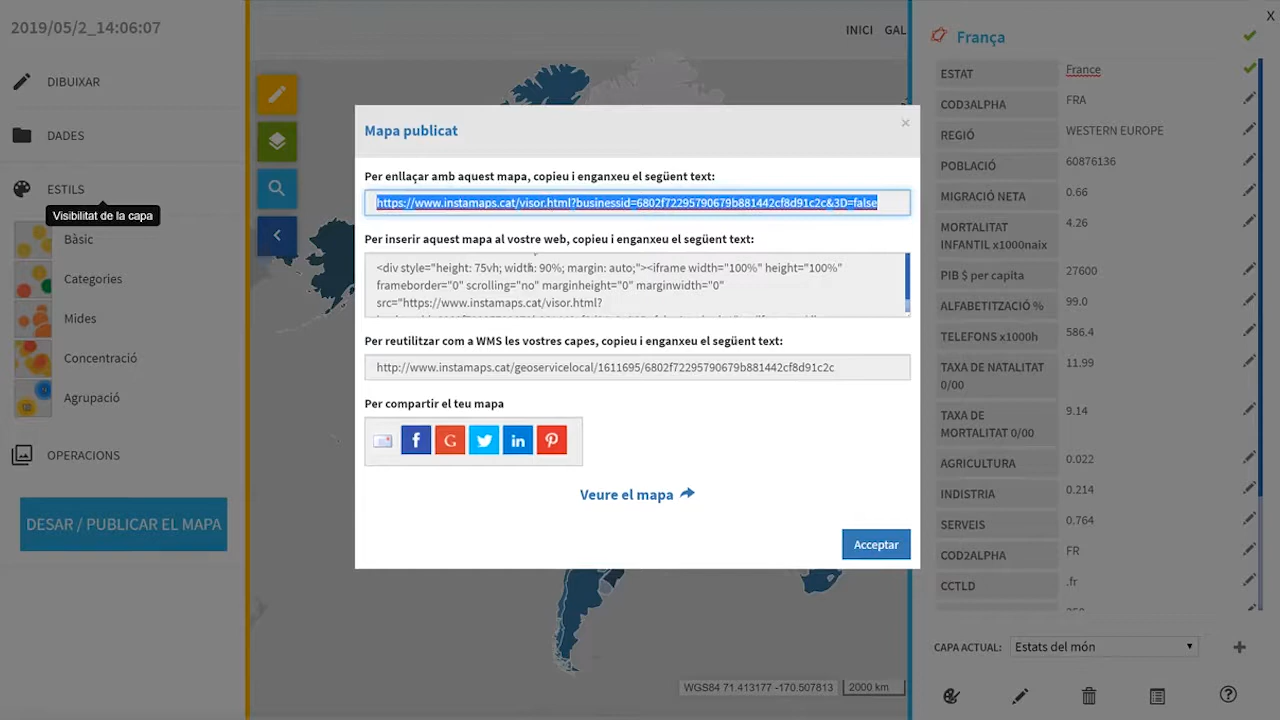 2019/05/2_14:06:07
DIBUIXAR
DADES
ESTILS
Visibilitat de la capa
Bàsic
Categories
Mides
Concentració
Agrupació
OPERACIONS
DESAR / PUBLICAR EL MAPA
INICI GAL
Mapa publicat
×
Per enllaçar amb aquest mapa, copieu i enganxeu el següent text:
https://www.instamaps.cat/visor.html?businessid=6802f72295790679b881442cf8d91c2c&3D=false
Per inserir aquest mapa al vostre web, copieu i enganxeu el següent text:
<div style="height: 75vh; width: 90%; margin: auto;"><iframe width="100%" height="100%"
frameborder="0" scrolling="no" marginheight="0" marginwidth="0"
src="https://www.instamaps.cat/visor.html?
Per reutilitzar com a WMS les vostres capes, copieu i enganxeu el següent text:
http://www.instamaps.cat/geoservicelocal/1611695/6802f72295790679b881442cf8d91c2c
Per compartir el teu mapa
f G in
Veure el mapa
Acceptar
WGS84 71.413177 -170.507813 2000 km
X
França
ESTAT France
COD3ALPHA FRA
REGIÓ WESTERN EUROPE
POBLACIÓ 60876136
MIGRACIÓ NETA 0.66
MORTALITAT 4.26
INFANTIL x1000naix
PIB $ per capita 27600
ALFABETITZACIÓ % 99.0
TELEFONS x1000h 586.4
TAXA DE NATALITAT 11.99
0/00
TAXA DE 9.14
MORTALITAT 0/00
AGRICULTURA 0.022
INDISTRIA 0.214
SERVEIS 0.764
COD2ALPHA FR
CCTLD .fr
CAPA ACTUAL: Estats del món